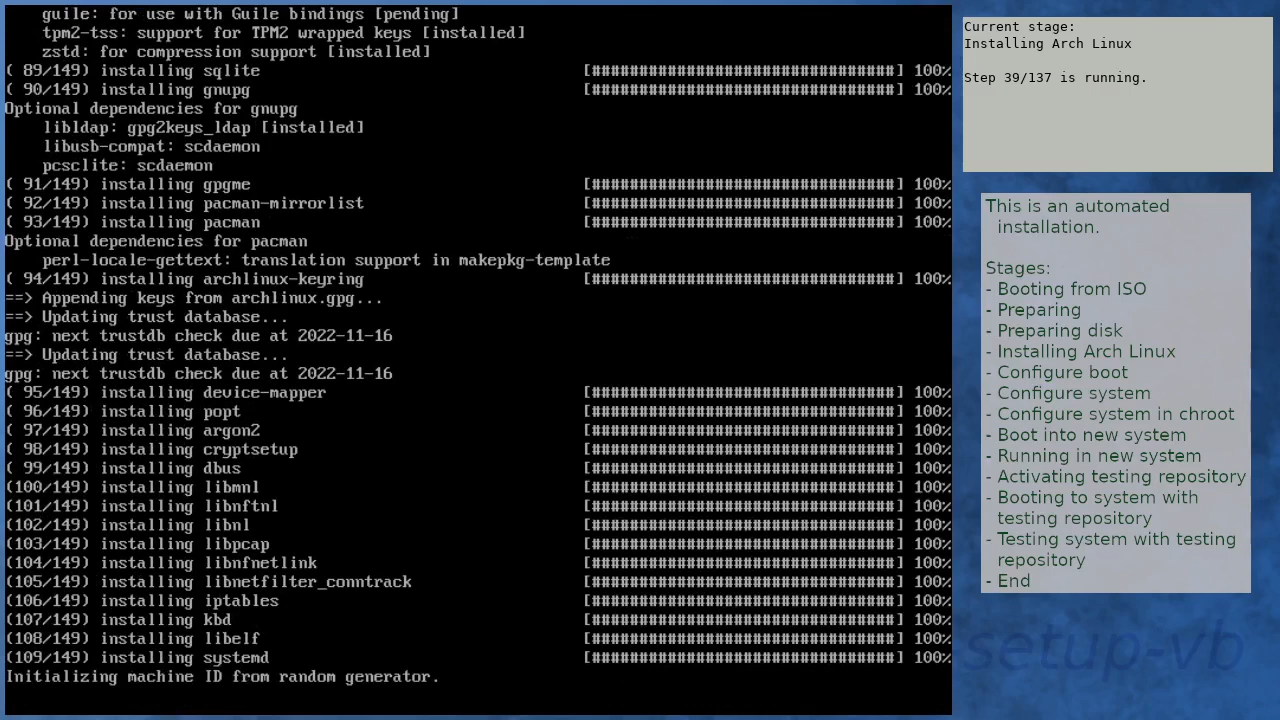 guile: for use with Guile bindings [pending]
    tpm2-tss: support for TPM2 wrapped keys [installed]
    zstd: for compression support [installed]
( 89/149) installing sqlite [################################] 100%
( 90/149) installing gnupg [################################] 100%
Optional dependencies for gnupg
    libldap: gpg2keys_ldap [installed]
    libusb-compat: scdaemon
    pcsclite: scdaemon
( 91/149) installing gpgme [################################] 100%
( 92/149) installing pacman-mirrorlist [################################] 100%
( 93/149) installing pacman [################################] 100%
Optional dependencies for pacman
    perl-locale-gettext: translation support in makepkg-template
( 94/149) installing archlinux-keyring [################################] 100%
==> Appending keys from archlinux.gpg...
==> Updating trust database...
gpg: next trustdb check due at 2022-11-16
==> Updating trust database...
gpg: next trustdb check due at 2022-11-16
( 95/149) installing device-mapper [################################] 100%
( 96/149) installing popt [################################] 100%
( 97/149) installing argon2 [################################] 100%
( 98/149) installing cryptsetup [################################] 100%
( 99/149) installing dbus [################################] 100%
(100/149) installing libmnl [################################] 100%
(101/149) installing libnftnl [################################] 100%
(102/149) installing libnl [################################] 100%
(103/149) installing libpcap [################################] 100%
(104/149) installing libnfnetlink [################################] 100%
(105/149) installing libnetfilter_conntrack [################################] 100%
(106/149) installing iptables [################################] 100%
(107/149) installing kbd [################################] 100%
(108/149) installing libelf [################################] 100%
(109/149) installing systemd [################################] 100%
Initializing machine ID from random generator.
Current stage:
Installing Arch Linux
Step 39/137 is running.
This is an automated
installation.
Stages:
- Booting from ISO
- Preparing
- Preparing disk
- Installing Arch Linux
- Configure boot
- Configure system
- Configure system in chroot
- Boot into new system
- Running in new system
- Activating testing repository
- Booting to system with
testing repository
- Testing system with testing
repository
- End
setup-vb